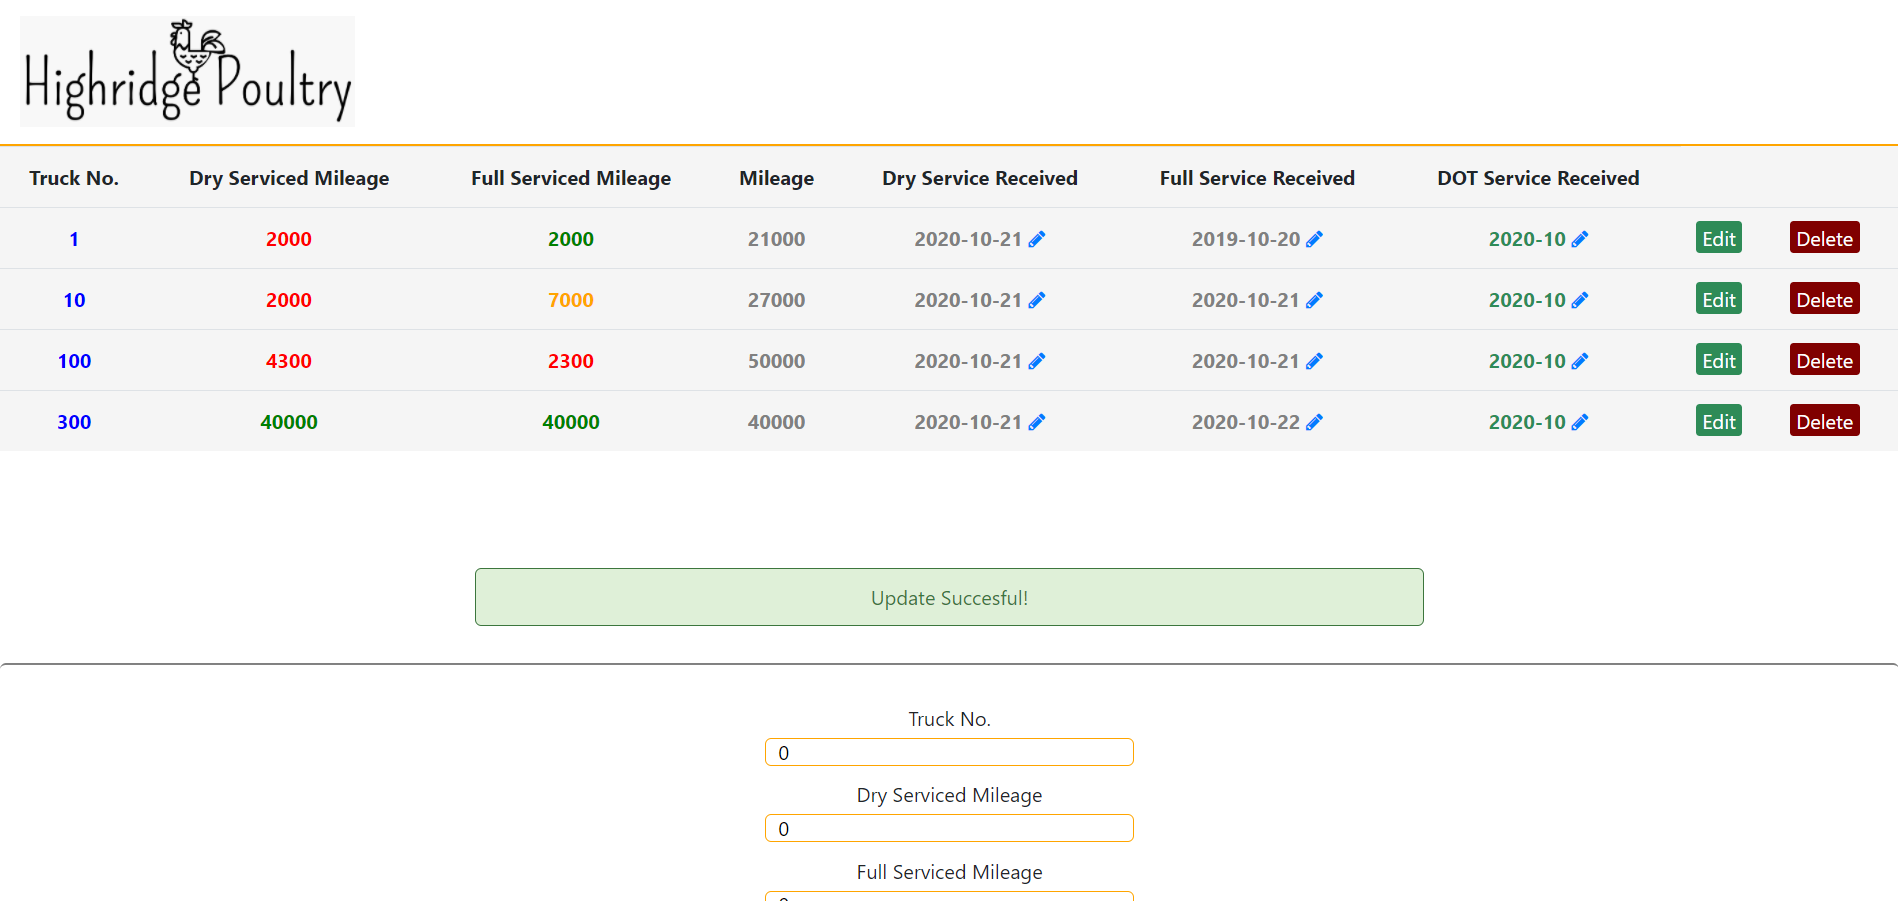 Highridge Poultry
Truck No. Dry Serviced Mileage Full Serviced Mileage Mileage Dry Service Received Full Service Received DOT Service Received
1 2000 2000 21000 2020-10-21 2019-10-20 2020-10 Edit Delete
10 2000 7000 27000 2020-10-21 2020-10-21 2020-10 Edit Delete
100 4300 2300 50000 2020-10-21 2020-10-21 2020-10 Edit Delete
300 40000 40000 40000 2020-10-21 2020-10-22 2020-10 Edit Delete
Update Succesful!
Truck No.
0
Dry Serviced Mileage
0
Full Serviced Mileage